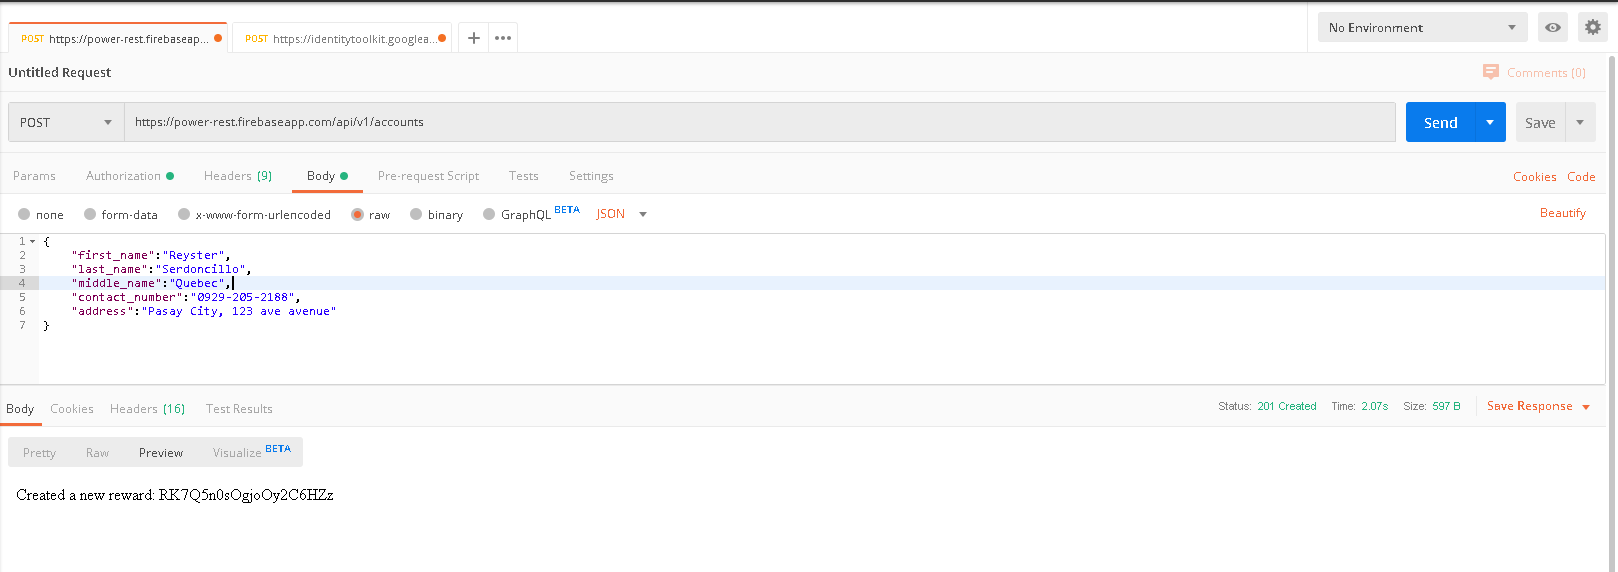 POST https://power-rest.firebaseap... POST https://identitytoolkit.googlea... + ••• No Environment
Untitled Request Comments (0)
POST https://power-rest.firebaseapp.com/api/v1/accounts Send Save
Params Authorization Headers (9) Body Pre-request Script Tests Settings Cookies Code
none form-data x-www-form-urlencoded raw binary GraphQL BETA JSON Beautify
1 {
2 "first_name":"Reyster",
3 "last_name":"Serdoncillo",
4 "middle_name":"Quebec",
5 "contact_number":"0929-205-2188",
6 "address":"Pasay City, 123 ave avenue"
7 }
Body Cookies Headers (16) Test Results Status: 201 Created Time: 2.07s Size: 597 B Save Response
Pretty Raw Preview Visualize BETA
Created a new reward: RK7Q5n0sOgjoOy2C6HZz